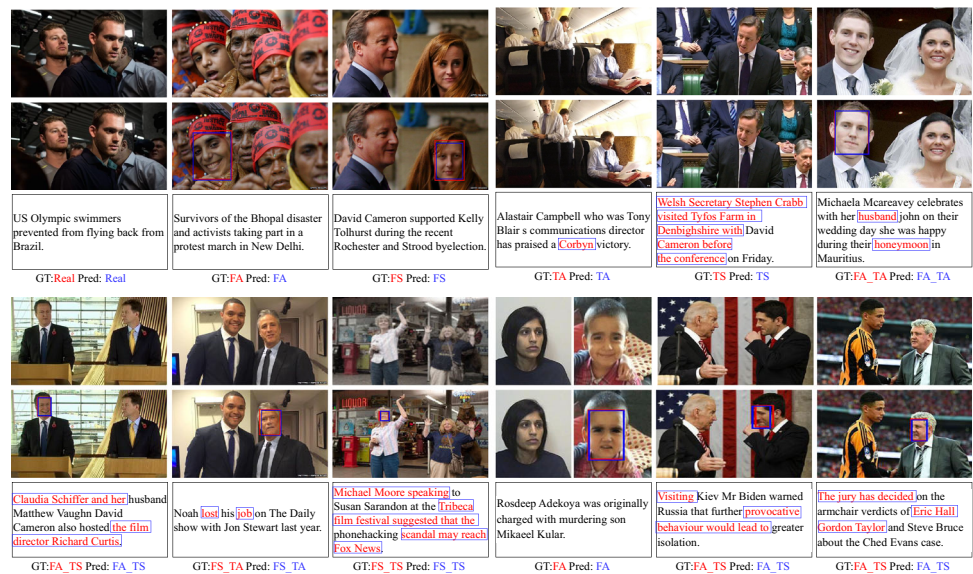 US Olympic swimmers
prevented from flying back from
Brazil.
GT:Real Pred: Real
Survivors of the Bhopal disaster
and activists taking part in a
protest march in New Delhi.
GT:FA Pred: FA
David Cameron supported Kelly
Tolhurst during the recent
Rochester and Strood byelection.
GT:FS Pred: FS
Alastair Campbell who was Tony
Blair s communications director
has praised a Corbyn victory.
GT:TA Pred: TA
Welsh Secretary Stephen Crabb
visited Tyfos Farm in
Denbighshire with David
Cameron before
the conference on Friday.
GT:TS Pred: TS
Michaela Mcareavey celebrates
with her husband john on their
wedding day she was happy
during their honeymoon in
Mauritius.
GT:FA_TA Pred: FA_TA
LIQUOR
Claudia Schiffer and her husband
Matthew Vaughn David
Cameron also hosted the film
director Richard Curtis.
GT:FA_TS Pred: FA_TS
Noah lost his job on The Daily
show with Jon Stewart last year.
GT:FS_TA Pred: FS_TA
Michael Moore speaking to
Susan Sarandon at the Tribeca
film festival suggested that the
phonehacking scandal may reach
Fox News.
GT:FS_TS Pred: FS_TS
Rosdeep Adekoya was originally
charged with murdering son
Mikaeel Kular.
GT:FA Pred: FA
Visiting Kiev Mr Biden warned
Russia that further provocative
behaviour would lead to greater
isolation.
GT:FA_TS Pred: FA_TS
The jury has decided on the
armchair verdicts of Eric Hall
Gordon Taylor and Steve Bruce
about the Ched Evans case.
GT:FA_TS Pred: FA_TS